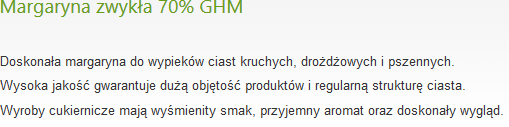 Margaryna zwykła 70% GHM
Doskonała margaryna do wypieków ciast kruchych, drożdżowych i pszennych.
Wysoka jakość gwarantuje dużą objętość produktów i regularną strukturę ciasta.
Wyroby cukiernicze mają wyśmienity smak, przyjemny aromat oraz doskonały wygląd.